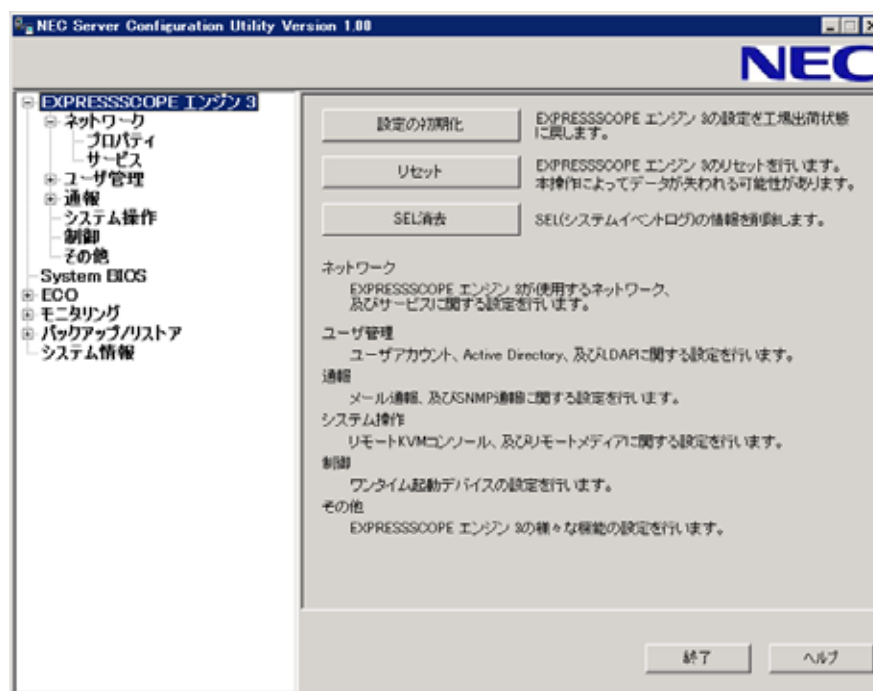 NEC Server Configuration Utility Version 1.00
NEC
EXPRESSSCOPE エンジン 3
ネットワーク
プロパティ
サービス
ユーザ管理
通報
システム操作
制御
その他
System BIOS
ECO
モニタリング
バックアップ/リストア
システム情報
設定の初期化
EXPRESSSCOPE エンジン 3の設定を工場出荷状態
に戻します。
リセット
EXPRESSSCOPE エンジン 3のリセットを行います。
本操作によってデータが失われる可能性があります。
SEL消去
SEL(システムイベントログ)の情報を削除します。
ネットワーク
EXPRESSSCOPE エンジン 3が使用するネットワーク、
及びサービスに関する設定を行います。
ユーザ管理
ユーザアカウント、Active Directory、及びLDAPに関する設定を行います。
通報
メール通報、及びSNMP通報に関する設定を行います。
システム操作
リモートKVMコンソール、及びリモートメディアに関する設定を行います。
制御
ワンタイム起動デバイスの設定を行います。
その他
EXPRESSSCOPE エンジン 3の様々な機能の設定を行います。
終了
ヘルプ